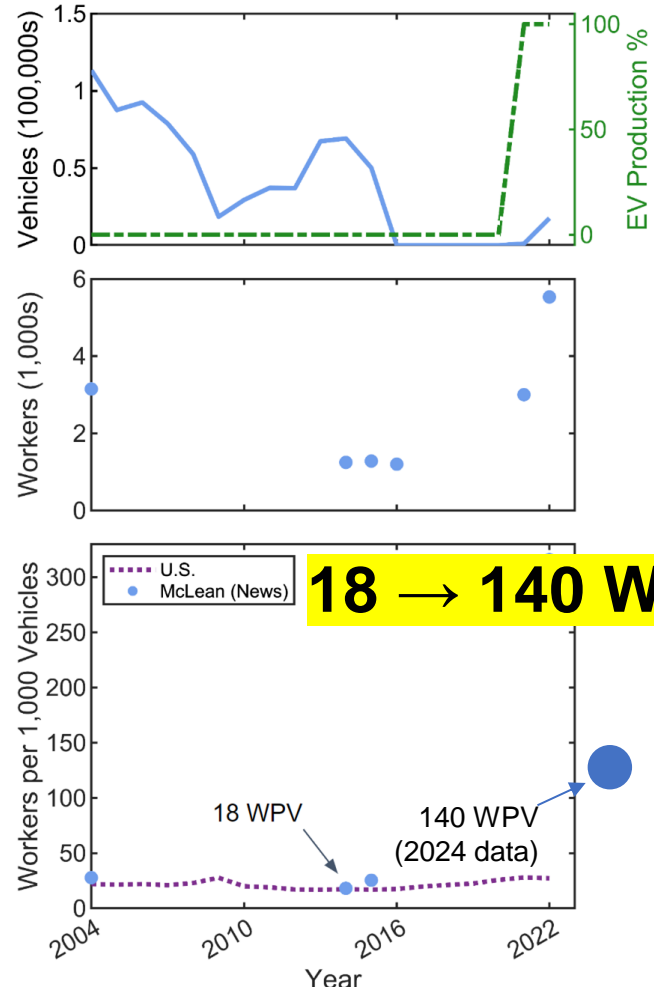 1.5
1
0.5
0
Vehicles (100,000s)
100
50
0
EV Production %
6
4
2
0
Workers (1,000s)
300
250
200
150
100
50
0
Workers per 1,000 Vehicles
U.S.
McLean (News)
18 → 140 W
18 WPV
140 WPV
(2024 data)
2004
2010
2016
2022
Year